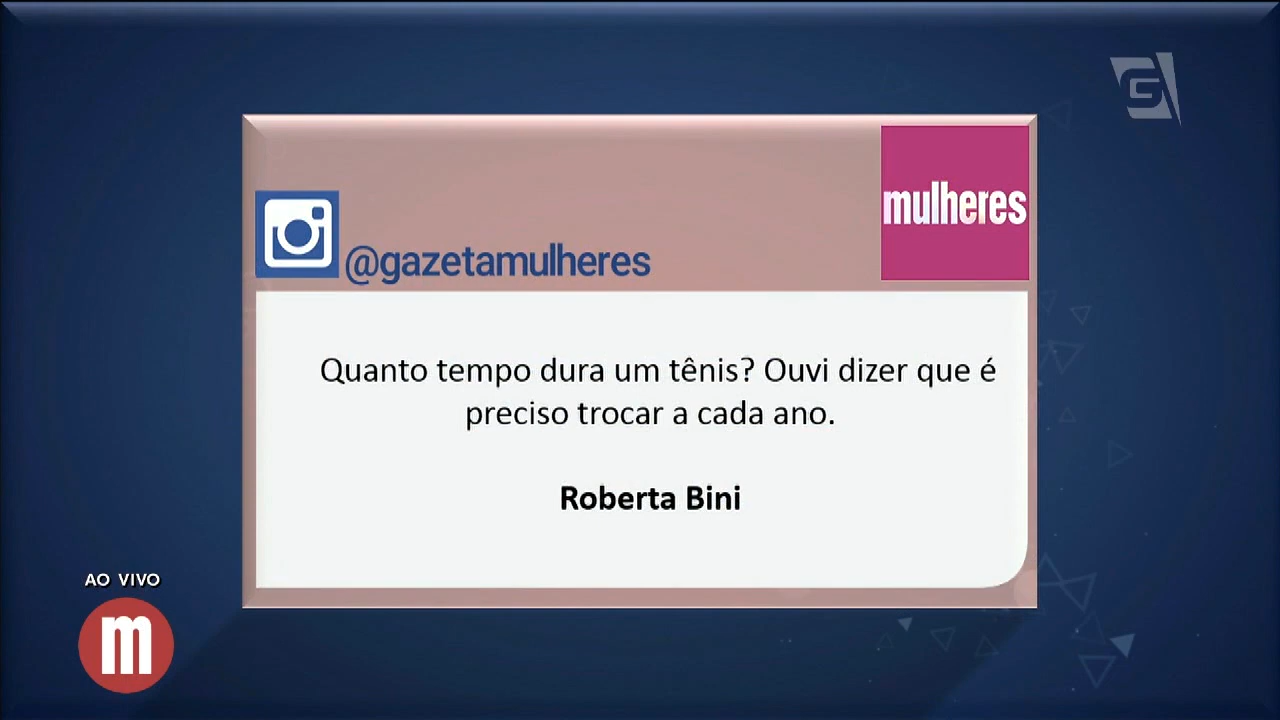 G
mulheres
@gazetamulheres
Quanto tempo dura um tênis? Ouvi dizer que é
preciso trocar a cada ano.
Roberta Bini
AO VIVO
m